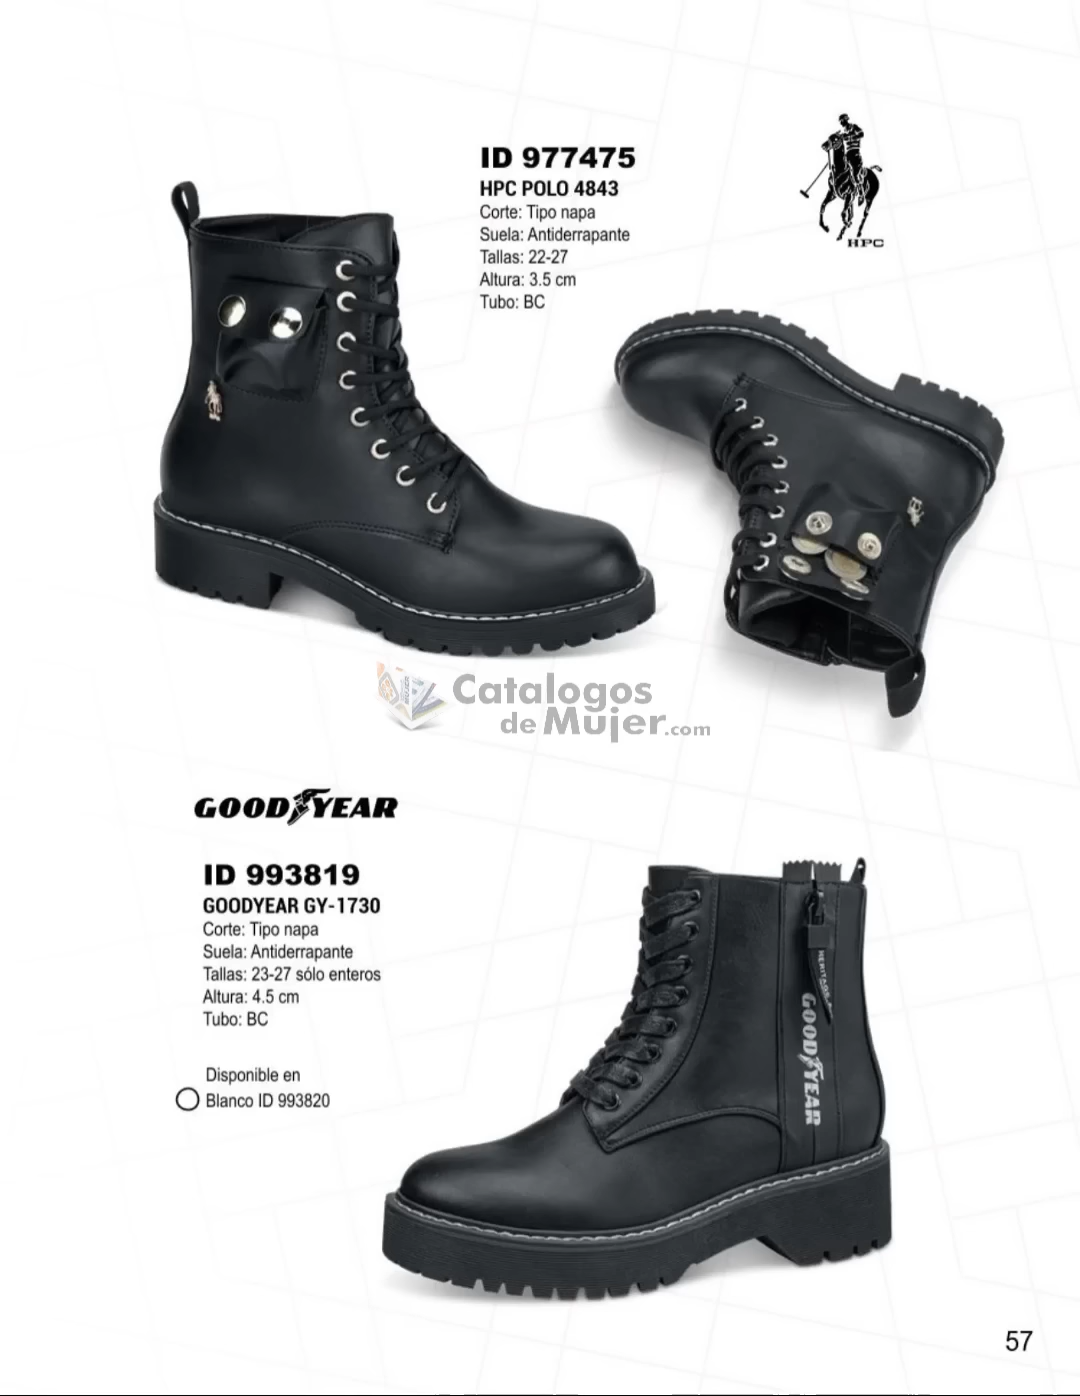 ID 977475
HPC POLO 4843
Corte: Tipo napa
Suela: Antiderrapante
Tallas: 22-27
Altura: 3.5 cm
Tubo: BC
HPC
Catalogos
de Mujer.com
GOODYEAR
ID 993819
GOODYEAR GY-1730
Corte: Tipo napa
Suela: Antiderrapante
Tallas: 23-27 sólo enteros
Altura: 4.5 cm
Tubo: BC
Disponible en
Blanco ID 993820
HERITAGE
GOODYEAR
57